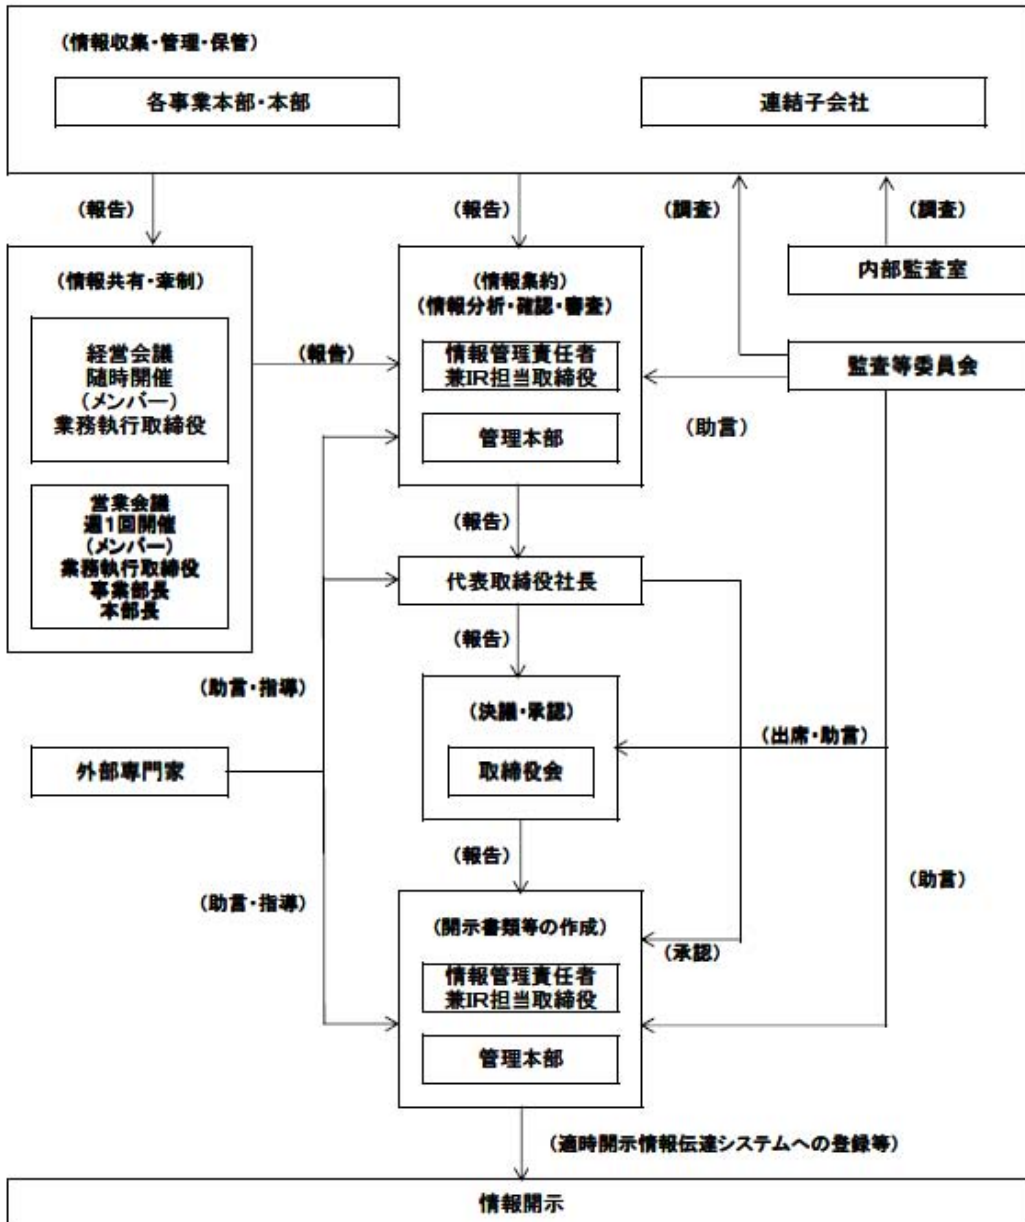 （情報収集・管理・保管）
各事業本部・本部
連結子会社
（報告）
（報告）
（調査）
（調査）
（情報共有・牽制）
経営会議
随時開催
（メンバー）
業務執行取締役
営業会議
週1回開催
（メンバー）
業務執行取締役
事業部長
本部長
（報告）
（情報集約）
（情報分析・確認・審査）
情報管理責任者
兼IR担当取締役
管理本部
内部監査室
監査等委員会
（助言）
（報告）
代表取締役社長
（報告）
（助言・指導）
外部専門家
（決議・承認）
取締役会
（出席・助言）
（報告）
（助言・指導）
（助言）
（開示書類等の作成）
情報管理責任者
兼IR担当取締役
管理本部
（承認）
（適時開示情報伝達システムへの登録等）
情報開示